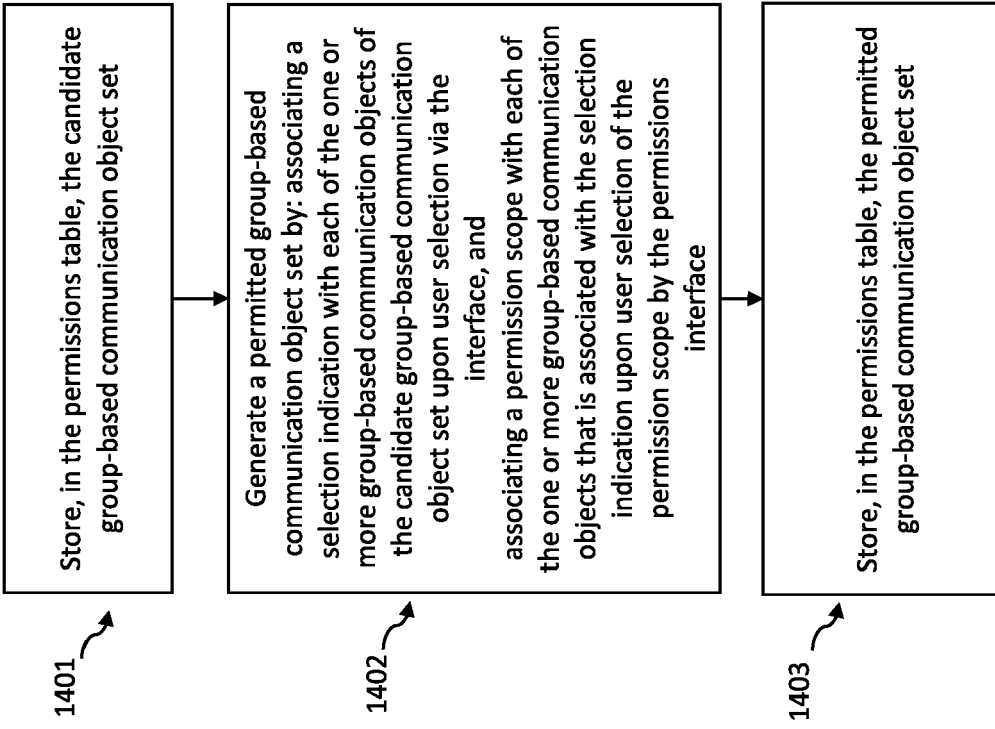 1401
Store, in the permissions table, the candidate
group-based communication object set
1402
Generate a permitted group-based
communication object set by: associating a
selection indication with each of the one or
more group-based communication objects of
the candidate group-based communication
object set upon user selection via the
interface, and
associating a permission scope with each of
the one or more group-based communication
objects that is associated with the selection
indication upon user selection of the
permission scope by the permissions
interface
1403
Store, in the permissions table, the permitted
group-based communication object set